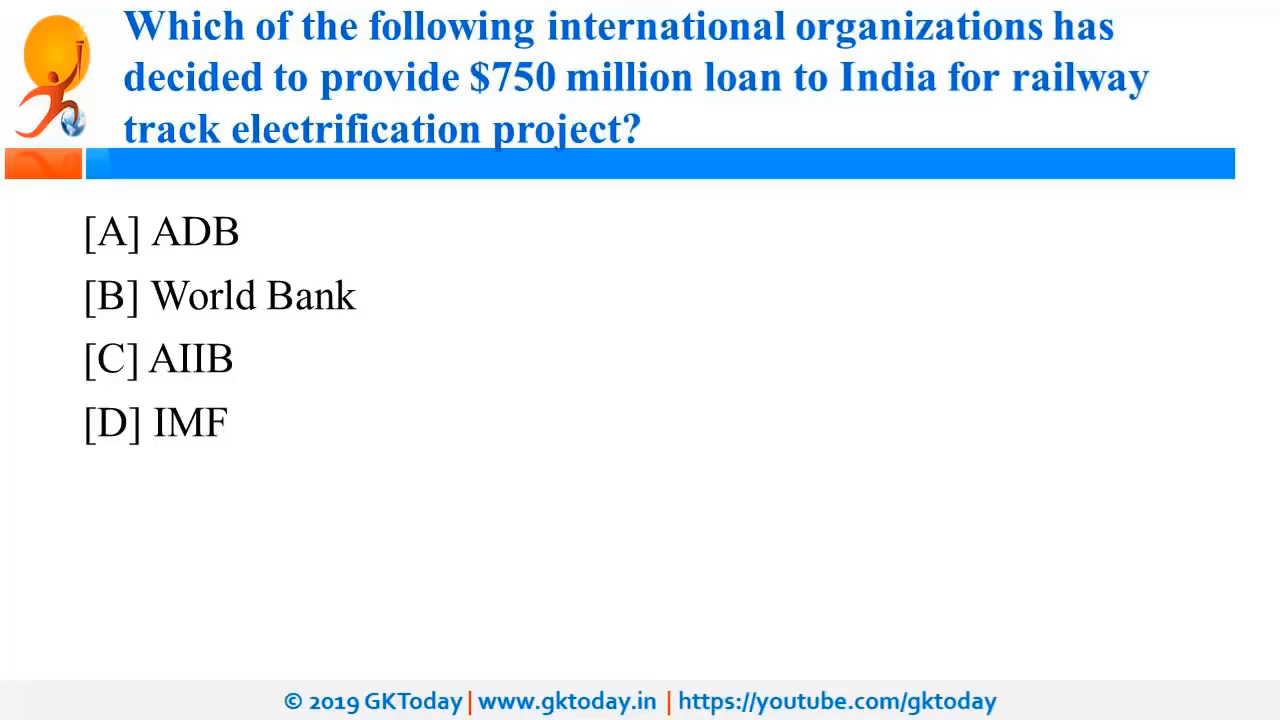 Which of the following international organizations has
decided to provide $750 million loan to India for railway
track electrification project?
[A] ADB
[B] World Bank
[C] AIIB
[D] IMF
© 2019 GKToday | www.gktoday.in | https://youtube.com/gktoday